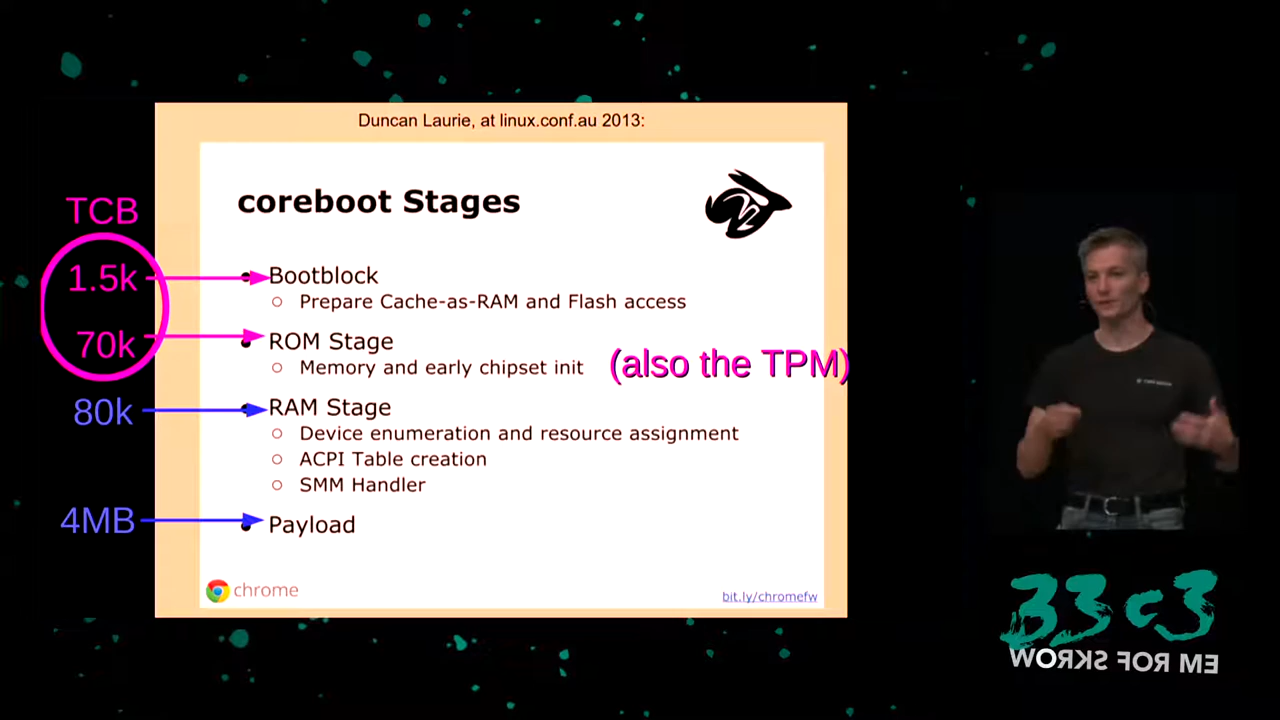 Duncan Laurie, at linux.conf.au 2013:
coreboot Stages
TCB
1.5k
Bootblock
Prepare Cache-as-RAM and Flash access
70k
ROM Stage
Memory and early chipset init
(also the TPM)
80k
RAM Stage
Device enumeration and resource assignment
ACPI Table creation
SMM Handler
4MB
Payload
chrome
bit.ly/chromefw
33c3
WORKS FOR ME